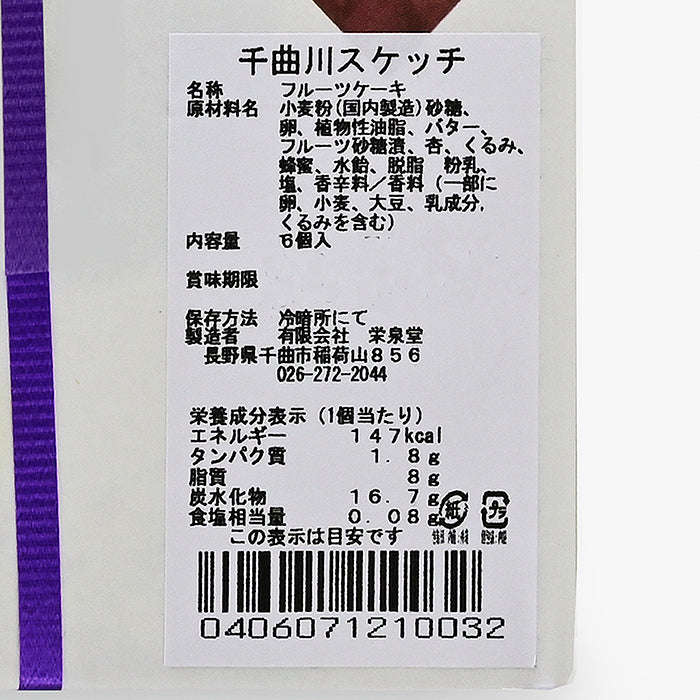 千曲川スケッチ
名称 フルーツケーキ
原材料名 小麦粉(国内製造)砂糖、
卵、植物性油脂、バター、
フルーツ砂糖漬、杏、くるみ、
蜂蜜、水飴、脱脂 粉乳、
塩、香辛料／香料（一部に
卵、小麦、大豆、乳成分,
くるみを含む）
内容量 6個入
賞味期限
保存方法 冷暗所にて
製造者 有限会社 栄泉堂
長野県千曲市稲荷山８５６
026-272-2044
栄養成分表示（1個当たり）
エネルギー １４７kcal
タンパク質 １．８ｇ
脂質 ８ｇ
炭水化物 １６．７ｇ
食塩相当量 ０．０８ｇ
紙 プラ
この表示は目安です
0406071210032